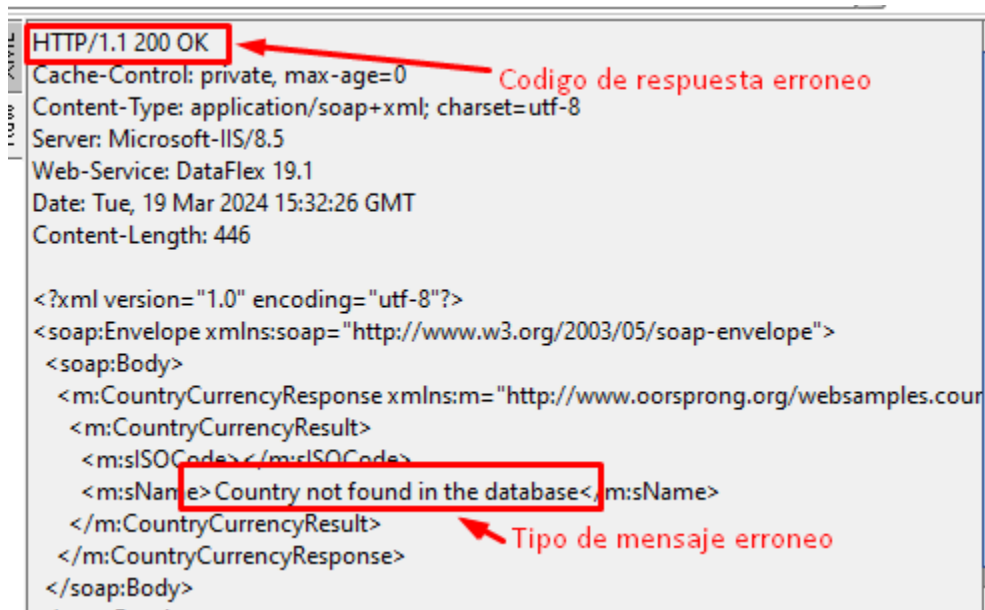 HTTP/1.1 200 OK
Cache-Control: private, max-age=0
Codigo de respuesta erroneo
Content-Type: application/soap+xml; charset=utf-8
Server: Microsoft-IIS/8.5
Web-Service: DataFlex 19.1
Date: Tue, 19 Mar 2024 15:32:26 GMT
Content-Length: 446
<?xml version="1.0" encoding="utf-8"?>
<soap:Envelope xmlns:soap="http://www.w3.org/2003/05/soap-envelope">
<soap:Body>
<m:CountryCurrencyResponse xmlns:m="http://www.oorsprong.org/websamples.cour
<m:CountryCurrencyResult>
<m:sISOCode></m:sISOCode>
<m:sName>Country not found in the database</m:sName>
</m:CountryCurrencyResult>
Tipo de mensaje erroneo
</m:CountryCurrencyResponse>
</soap:Body>